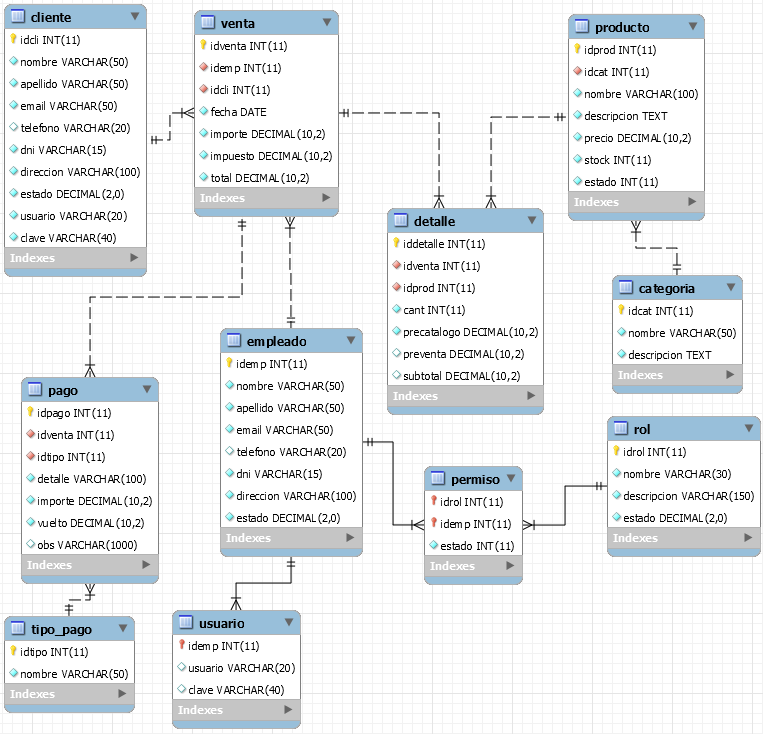 cliente
idcli INT(11)
nombre VARCHAR(50)
apellido VARCHAR(50)
email VARCHAR(50)
telefono VARCHAR(20)
dni VARCHAR(15)
direccion VARCHAR(100)
estado DECIMAL(2,0)
usuario VARCHAR(20)
clave VARCHAR(40)
Indexes
venta
idventa INT(11)
idemp INT(11)
idcli INT(11)
fecha DATE
importe DECIMAL(10,2)
impuesto DECIMAL(10,2)
total DECIMAL(10,2)
Indexes
producto
idprod INT(11)
idcat INT(11)
nombre VARCHAR(100)
descripcion TEXT
precio DECIMAL(10,2)
stock INT(11)
estado INT(11)
Indexes
detalle
iddetalle INT(11)
idventa INT(11)
idprod INT(11)
cant INT(11)
precatalogo DECIMAL(10,2)
preventa DECIMAL(10,2)
subtotal DECIMAL(10,2)
Indexes
categoria
idcat INT(11)
nombre VARCHAR(50)
descripcion TEXT
Indexes
empleado
idemp INT(11)
nombre VARCHAR(50)
apellido VARCHAR(50)
email VARCHAR(50)
telefono VARCHAR(20)
dni VARCHAR(15)
direccion VARCHAR(100)
estado DECIMAL(2,0)
Indexes
pago
idpago INT(11)
idventa INT(11)
idtipo INT(11)
detalle VARCHAR(100)
importe DECIMAL(10,2)
vuelto DECIMAL(10,2)
obs VARCHAR(1000)
Indexes
permiso
idrol INT(11)
idemp INT(11)
estado INT(11)
Indexes
rol
idrol INT(11)
nombre VARCHAR(30)
descripcion VARCHAR(150)
estado DECIMAL(2,0)
Indexes
tipo_pago
idtipo INT(11)
nombre VARCHAR(50)
Indexes
usuario
idemp INT(11)
usuario VARCHAR(20)
clave VARCHAR(40)
Indexes